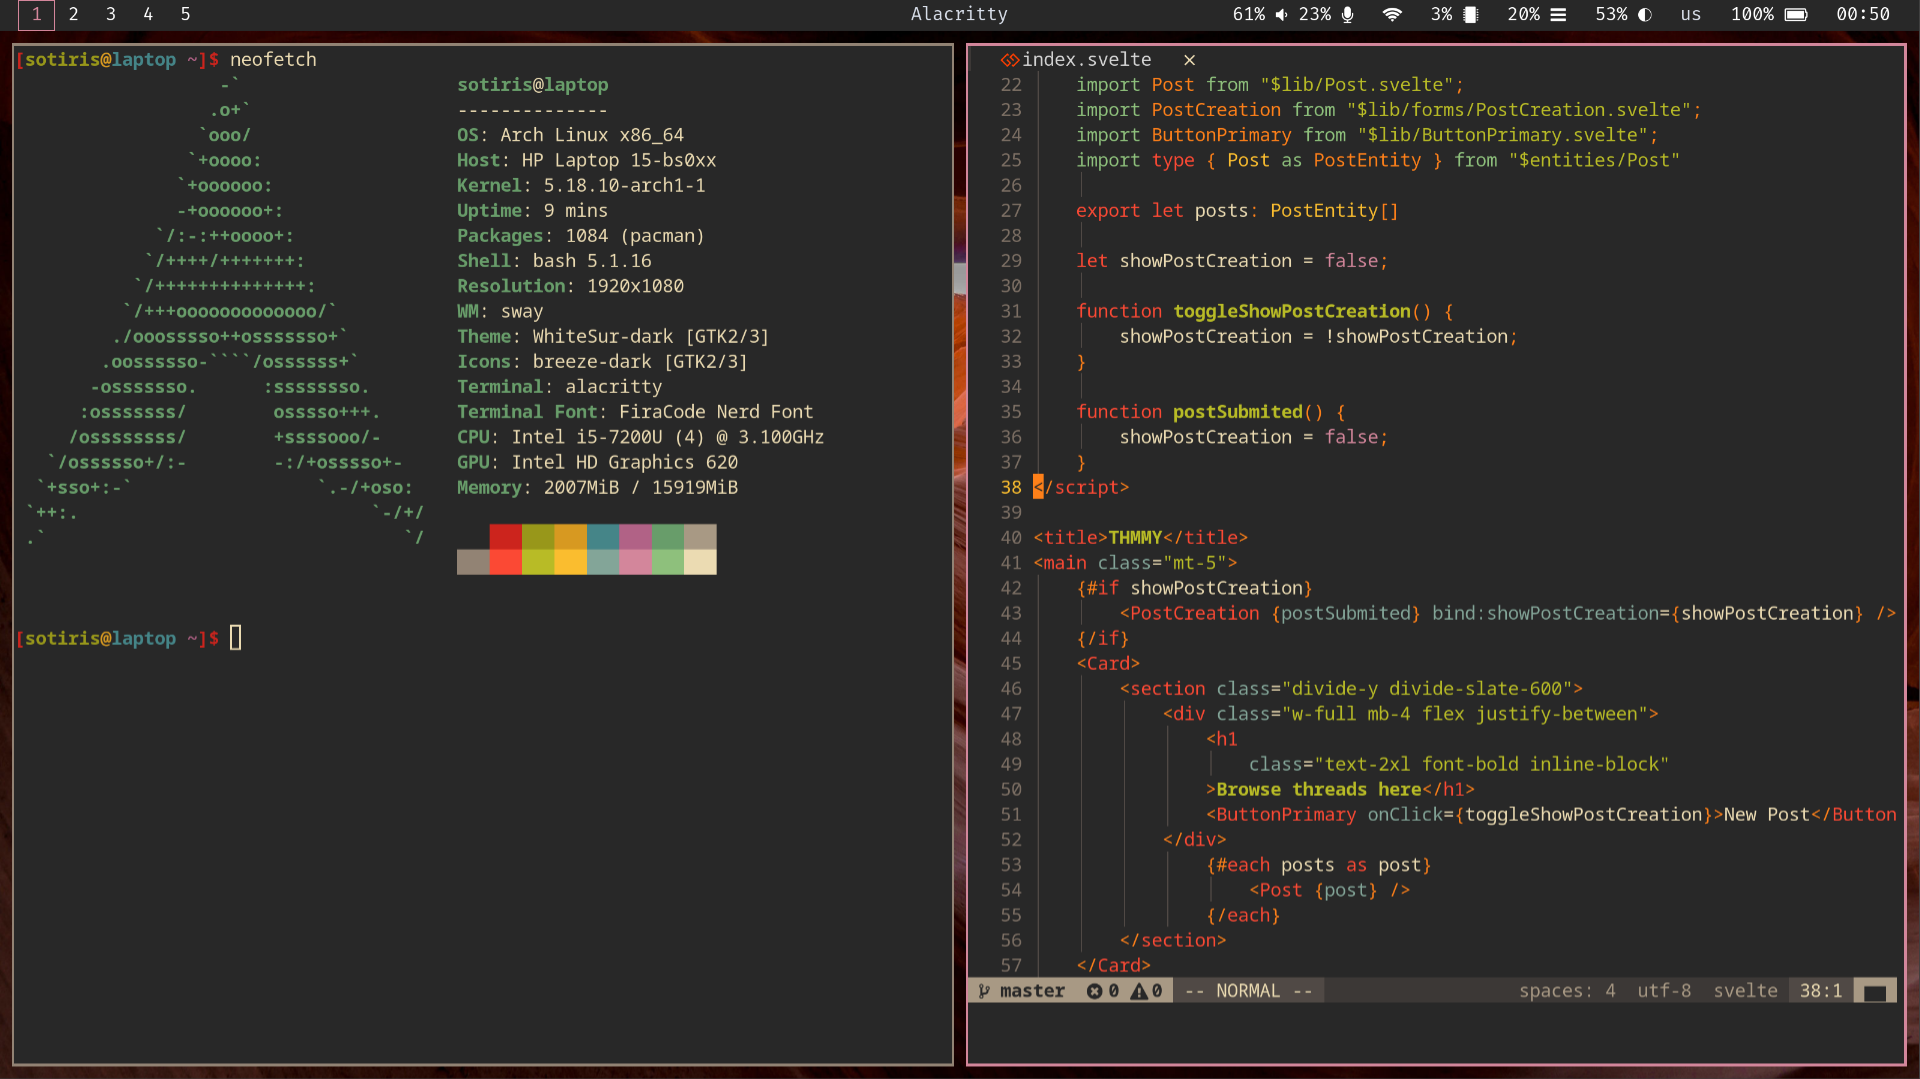 1 2 3 4 5 Alacritty 61% 23% 3% 20% 53% us 100% 00:50
[sotiris@laptop ~]$ neofetch
-`
.o+`
`ooo/
`+oooo:
`+oooooo:
-+oooooo+:
`/:-:++oooo+:
`/++++/+++++++:
`/++++++++++++++:
`/+++ooooooooooooo/`
./ooosssso++osssssso+`
.oossssso-````/ossssss+`
-osssssso. :ssssssso.
:osssssss/ osssso+++.
/ossssssss/ +ssssooo/-
`/ossssso+/:- -:/+osssso+-
`+sso+:-` `.-/+oso:
`++:. `-/+/
.` `/
sotiris@laptop
--------------
OS: Arch Linux x86_64
Host: HP Laptop 15-bs0xx
Kernel: 5.18.10-arch1-1
Uptime: 9 mins
Packages: 1084 (pacman)
Shell: bash 5.1.16
Resolution: 1920x1080
WM: sway
Theme: WhiteSur-dark [GTK2/3]
Icons: breeze-dark [GTK2/3]
Terminal: alacritty
Terminal Font: FiraCode Nerd Font
CPU: Intel i5-7200U (4) @ 3.100GHz
GPU: Intel HD Graphics 620
Memory: 2007MiB / 15919MiB
[sotiris@laptop ~]$
index.svelte ×
22 import Post from "$lib/Post.svelte";
23 import PostCreation from "$lib/forms/PostCreation.svelte";
24 import ButtonPrimary from "$lib/ButtonPrimary.svelte";
25 import type { Post as PostEntity } from "$entities/Post"
26
27 export let posts: PostEntity[]
28
29 let showPostCreation = false;
30
31 function toggleShowPostCreation() {
32 showPostCreation = !showPostCreation;
33 }
34
35 function postSubmited() {
36 showPostCreation = false;
37 }
38 </script>
39
40 <title>THMMY</title>
41 <main class="mt-5">
42 {#if showPostCreation}
43 <PostCreation {postSubmited} bind:showPostCreation={showPostCreation} />
44 {/if}
45 <Card>
46 <section class="divide-y divide-slate-600">
47 <div class="w-full mb-4 flex justify-between">
48 <h1
49 class="text-2xl font-bold inline-block"
50 >Browse threads here</h1>
51 <ButtonPrimary onClick={toggleShowPostCreation}>New Post</Button
52 </div>
53 {#each posts as post}
54 <Post {post} />
55 {/each}
56 </section>
57 </Card>
master 0 0 -- NORMAL -- spaces: 4 utf-8 svelte 38:1